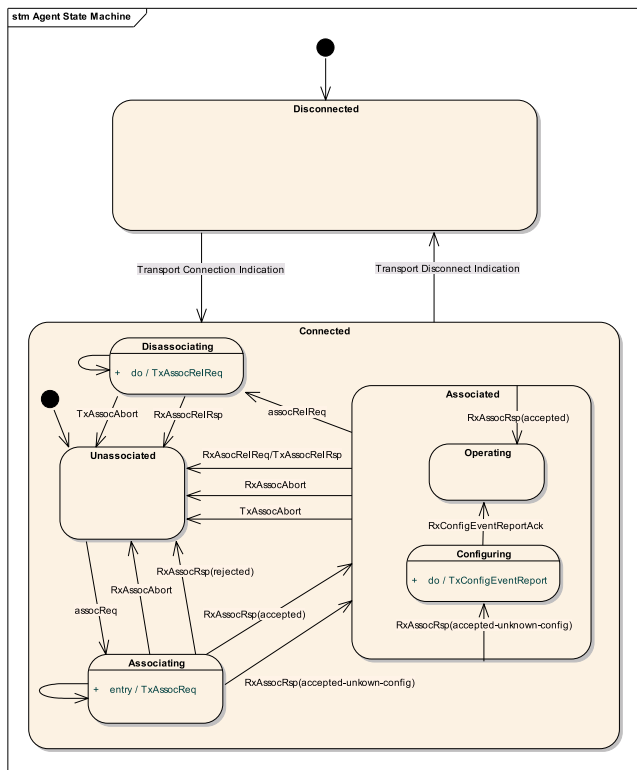 stm Agent State Machine
Disconnected
Transport Connection Indication
Transport Disconnect Indication
Connected
Disassociating
+ do / TxAssocRelReq
Associated
TxAssocAbort
RxAssocRelRsp
assocRelReq
RxAssocRsp(accepted)
Unassociated
RxAsocRelReq/TxAssocRelRsp
Operating
RxAssocAbort
TxAssocAbort
RxConfigEventReportAck
Configuring
+ do / TxConfigEventReport
RxAssocRsp(rejected)
RxAssocAbort
assocReq
RxAssocRsp(accepted)
RxAssocRsp(accepted-unknown-config)
Associating
+ entry / TxAssocReq
RxAssocRsp(accepted-unkown-config)